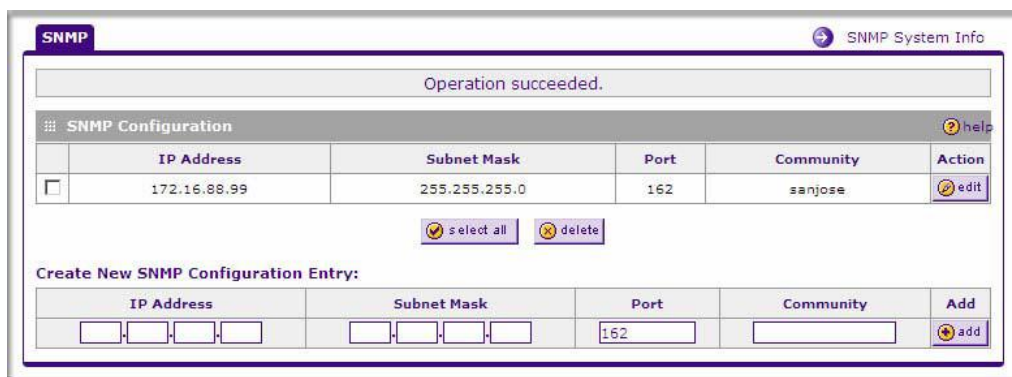 SNMP
SNMP System Info
Operation succeeded.
SNMP Configuration
help
IP Address Subnet Mask Port Community Action
172.16.88.99 255.255.255.0 162 sanjose edit
select all delete
Create New SNMP Configuration Entry:
IP Address Subnet Mask Port Community Add
. . . . . . 162 add